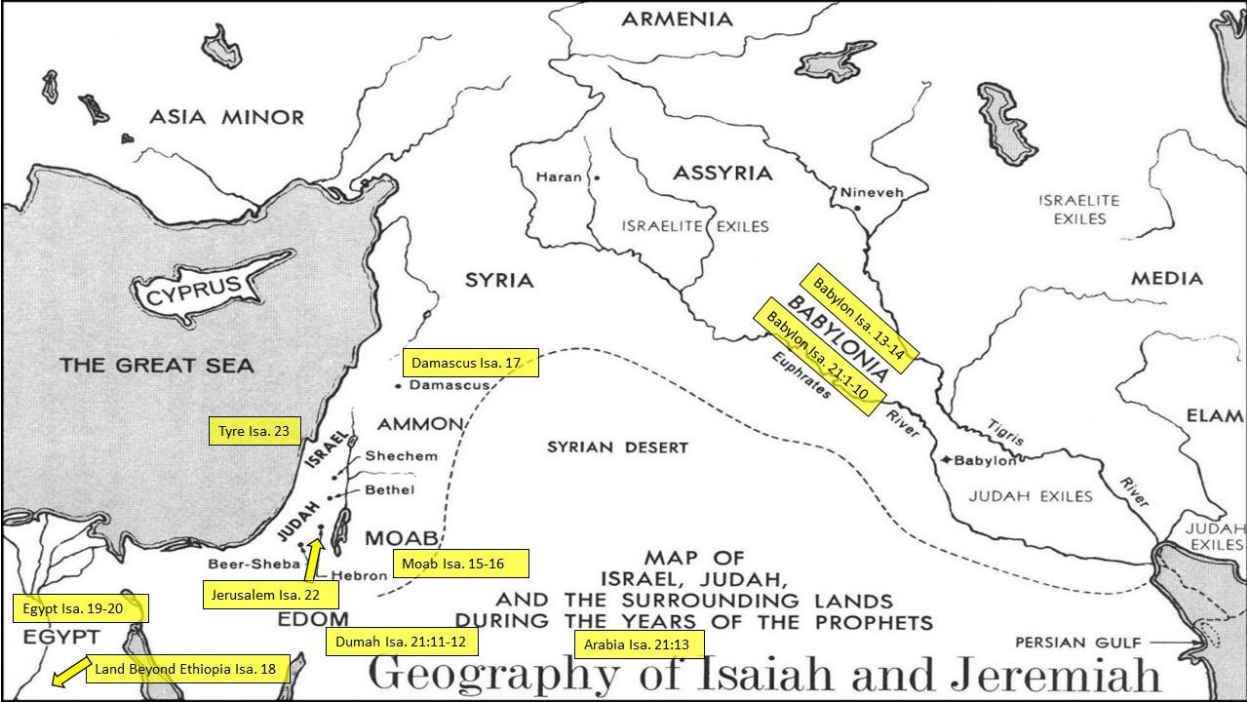 ARMENIA
ASIA MINOR
Haran
ASSYRIA
Nineveh
ISRAELITE EXILES
ISRAELITE
EXILES
CYPRUS
SYRIA
MEDIA
Babylon Isa. 13-14
BABYLONIA
Babylon Isa. 21:1-10
THE GREAT SEA
Damascus Isa. 17
Damascus
Euphrates
River
Tyre Isa. 23
AMMON
ELAM
ISRAEL
Shechem
SYRIAN DESERT
Tigris
River
Babylon
Bethel
JUDAH EXILES
JUDAH
MOAB
JUDAH
EXILES
Beer-Sheba
Hebron
Moab Isa. 15-16
MAP OF
ISRAEL, JUDAH,
AND THE SURROUNDING LANDS
DURING THE YEARS OF THE PROPHETS
Jerusalem Isa. 22
Egypt Isa. 19-20
EGYPT
EDOM
Dumah Isa. 21:11-12
Arabia Isa. 21:13
PERSIAN GULF
Land Beyond Ethiopia Isa. 18
Geography of Isaiah and Jeremiah